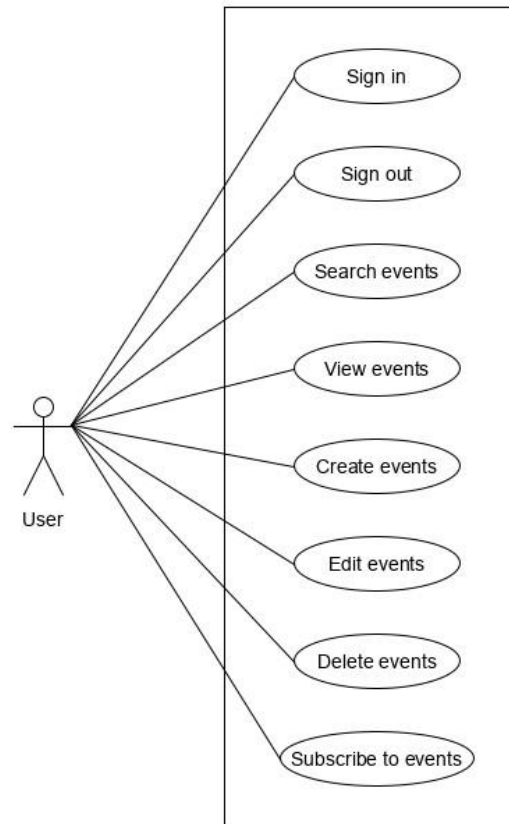 Sign in
Sign out
Search events
View events
Create events
Edit events
User
Delete events
Subscribe to events